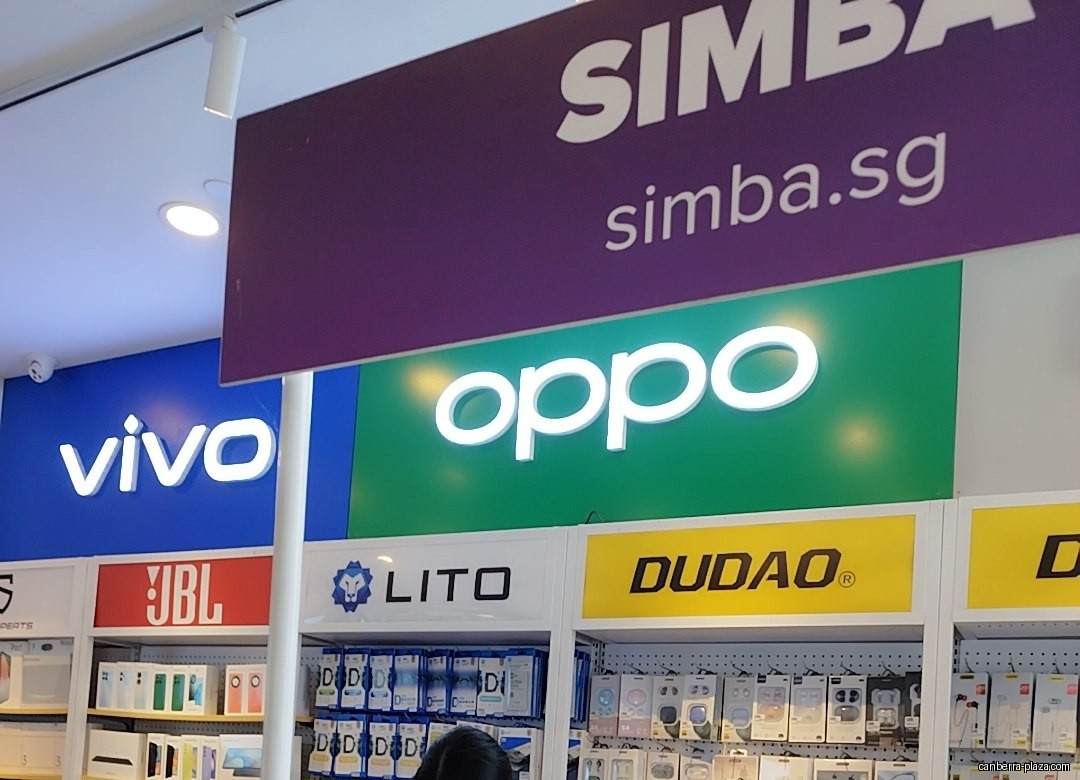 SIMBA
simba.sg
vivo
oppo
JBL
LITO
DUDAO®
D
canberra-plaza.com